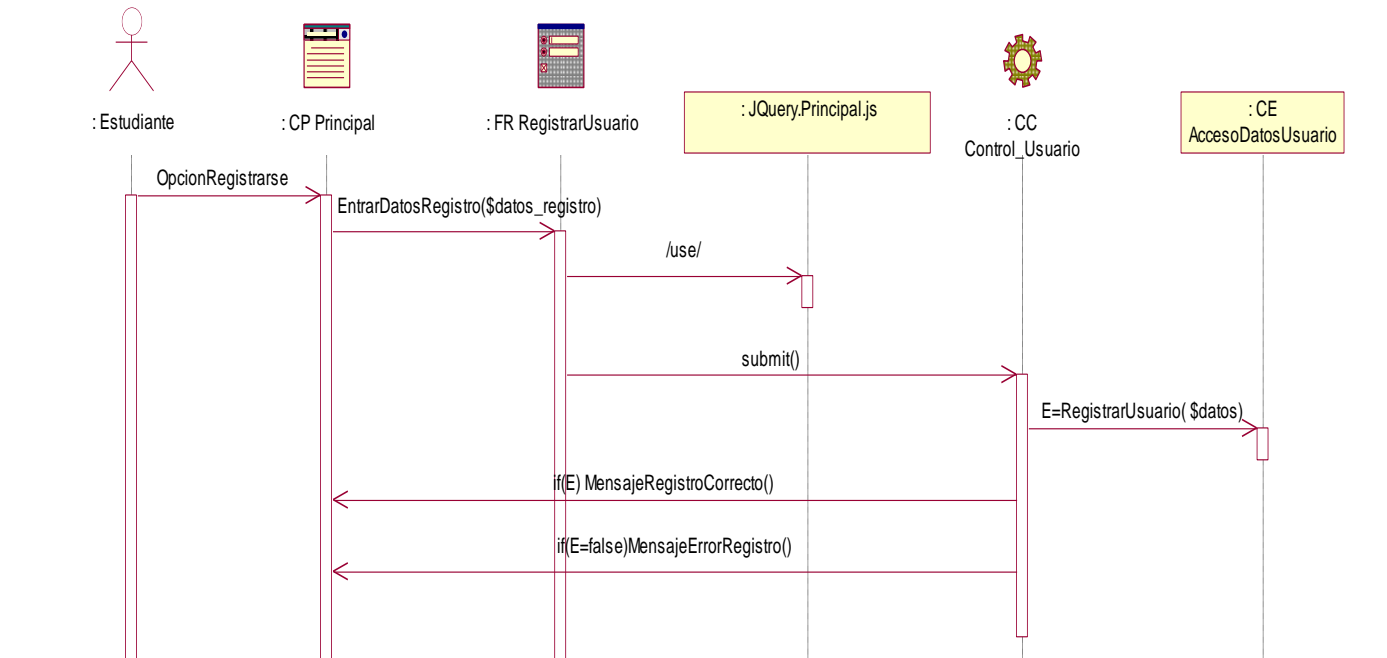 : Estudiante
: CP Principal
: FR RegistrarUsuario
: JQuery.Principal.js
: CC
Control_Usuario
: CE
AccesoDatosUsuario
OpcionRegistrarse
EntrarDatosRegistro($datos_registro)
/use/
submit()
E=RegistrarUsuario( $datos)
if(E) MensajeRegistroCorrecto()
if(E=false)MensajeErrorRegistro()